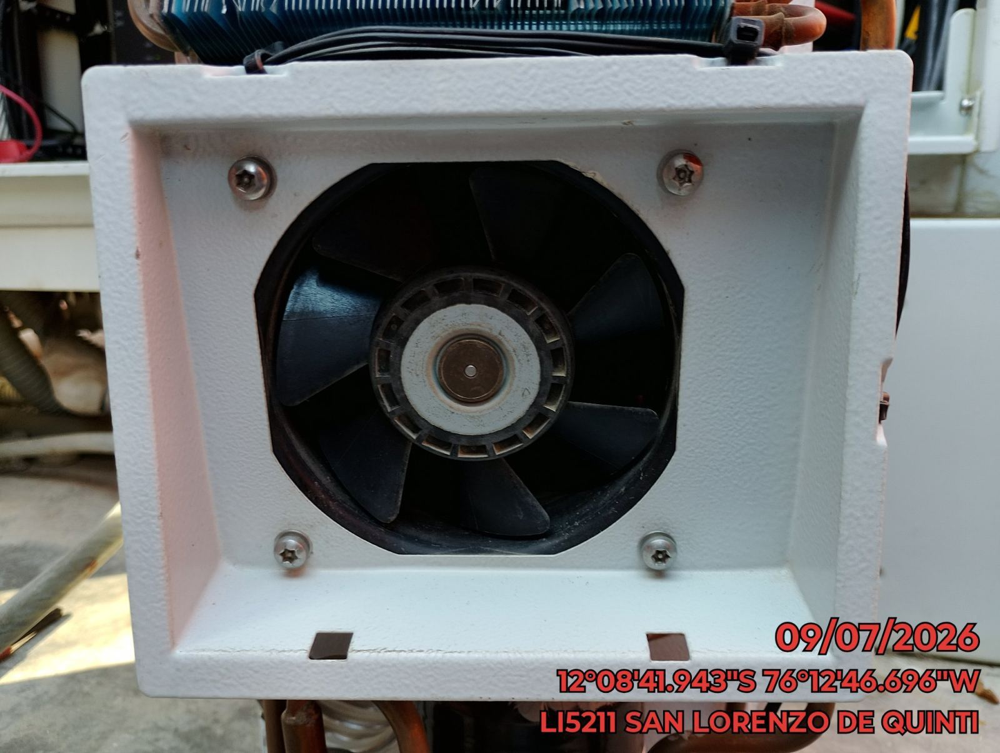 09/07/2026
12°08'41.943"S 76°12'46.696"W
LI5211 SAN LORENZO DE QUINTI